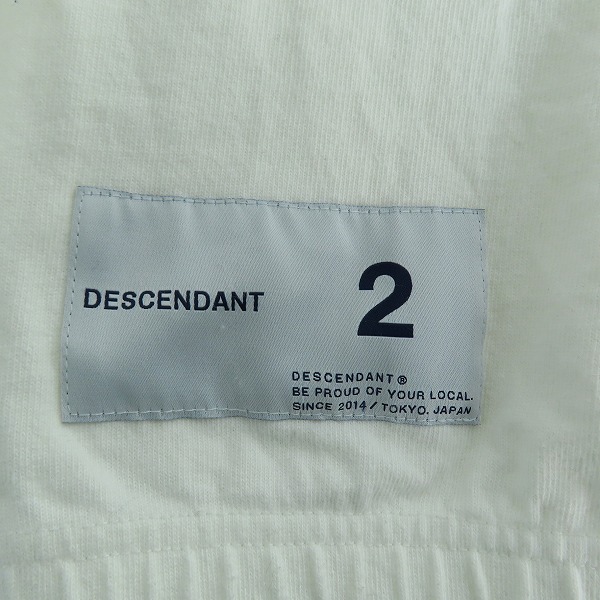 DESCENDANT
2
DESCENDANT®
BE PROUD OF YOUR LOCAL.
SINCE 2014 / TOKYO. JAPAN